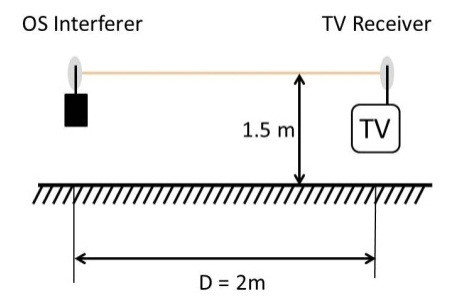 OS Interferer
TV Receiver
1.5 m
TV
D = 2m